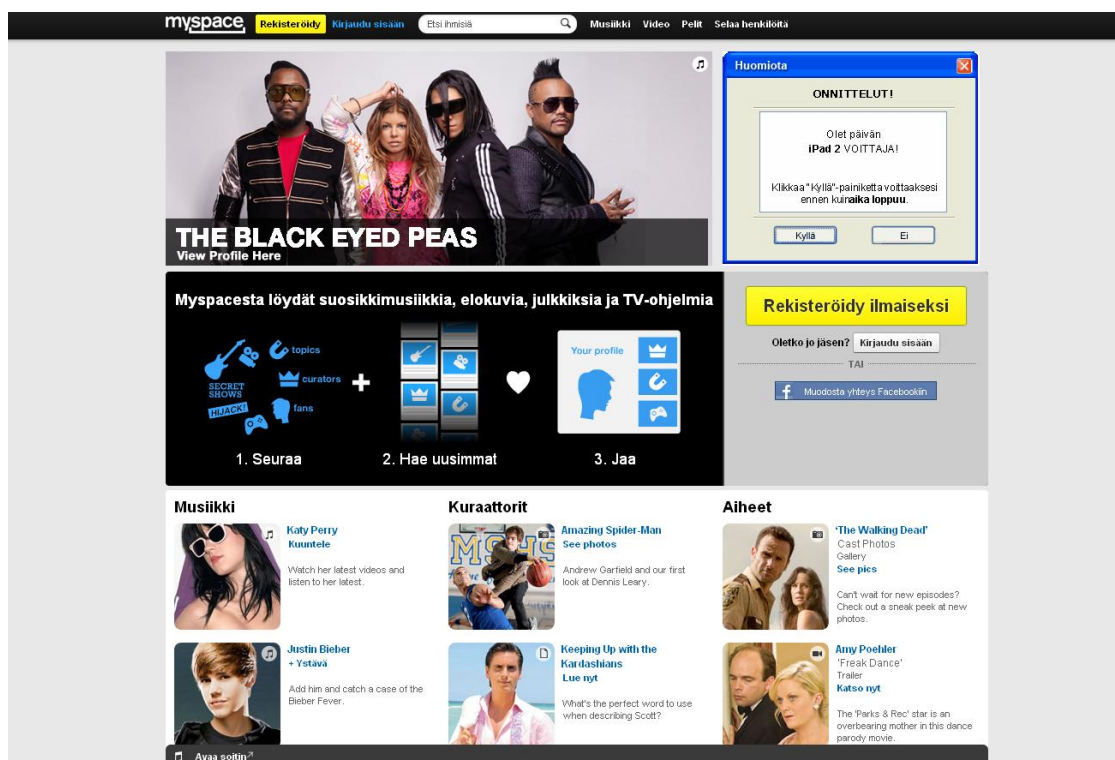 myspace
Rekisteröidy Kirjaudu sisään Etsi ihmisiä Musiikki Video Pelit Selaa henkilöitä
THE BLACK EYED PEAS
View Profile Here
Huomiota
ONNITTELUT!
Olet päivän
iPad 2 VOITTAJA!
Klikkaa "Kyllä"-painiketta voittaaksesi
ennen kuinaika loppuu.
Kyllä Ei
Myspacesta löydät suosikkimusiikkia, elokuvia, julkkiksia ja TV-ohjelmia
topics
curators
fans
SECRET
SHOWS
HIJACK!
Your profile
1. Seuraa 2. Hae uusimmat 3. Jaa
Rekisteröidy ilmaiseksi
Oletko jo jäsen? Kirjaudu sisään
TAI
f Muodosta yhteys Facebookiin
Musiikki
Katy Perry
Kuuntele
Watch her latest videos and
listen to her latest.
Justin Bieber
+ Ystävä
Add him and catch a case of the
Bieber Fever.
Kuraattorit
MSHS
Amazing Spider-Man
See photos
Andrew Garfield and our first
look at Dennis Leary.
Keeping Up with the
Kardashians
Lue nyt
What's the perfect word to use
when describing Scott?
Aiheet
'The Walking Dead'
Cast Photos
Gallery
See pics
Can't wait for new episodes?
Check out a sneak peek at new
photos.
Amy Poehler
'Freak Dance'
Trailer
Katso nyt
The 'Parks & Rec' star is an
overbearing mother in this dance
parody movie.
Avaa soitin